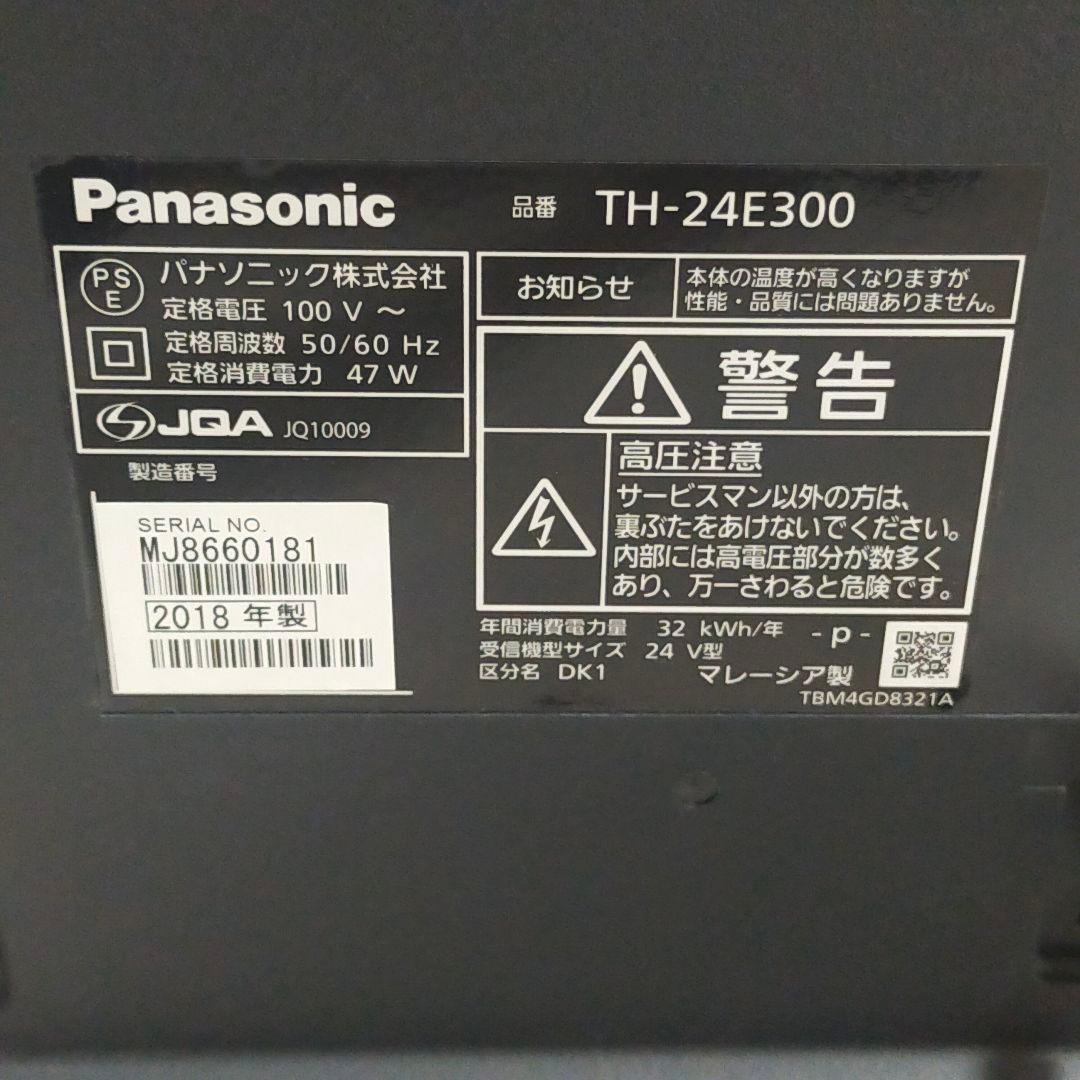 Panasonic
品番 TH-24E300
PS
E
パナソニック株式会社
定格電圧 100 V ～
定格周波数 50/60 Hz
定格消費電力 47 W
JQA JQ10009
製造番号
SERIAL NO.
MJ8660181
2018 年製
お知らせ
本体の温度が高くなりますが
性能・品質には問題ありません。
警告
高圧注意
サービスマン以外の方は、
裏ぶたをあけないでください。
内部には高電圧部分が数多く
あり、万一さわると危険です。
年間消費電力量 32 kWh/年 - P -
受信機型サイズ 24 V型
区分名 DK1 マレーシア製
TBM4GD8321A